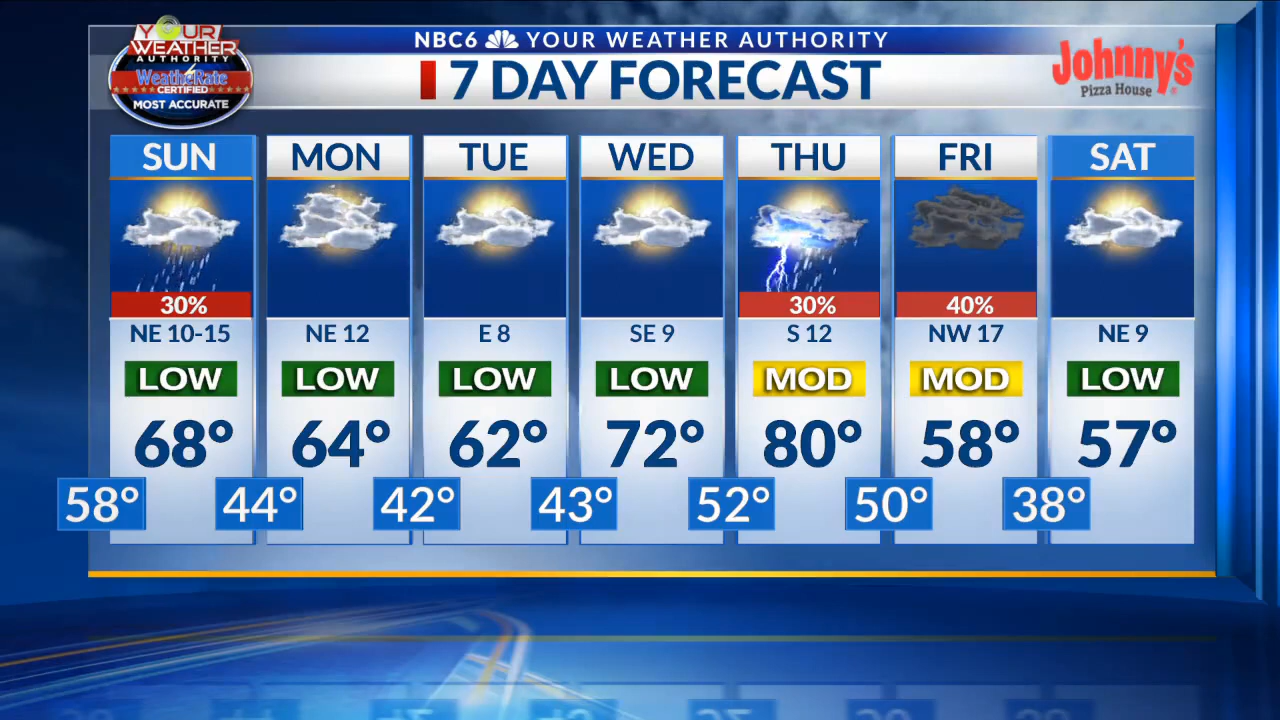 YOUR
WEATHER
AUTHORITY
WeatheRate
CERTIFIED
MOST ACCURATE
NBC6 YOUR WEATHER AUTHORITY
7 DAY FORECAST
Johnny's
Pizza House
SUN MON TUE WED THU FRI SAT
30% 30% 40%
NE 10-15 NE 12 E 8 SE 9 S 12 NW 17 NE 9
LOW LOW LOW LOW MOD MOD LOW
68° 64° 62° 72° 80° 58° 57°
58° 44° 42° 43° 52° 50° 38°